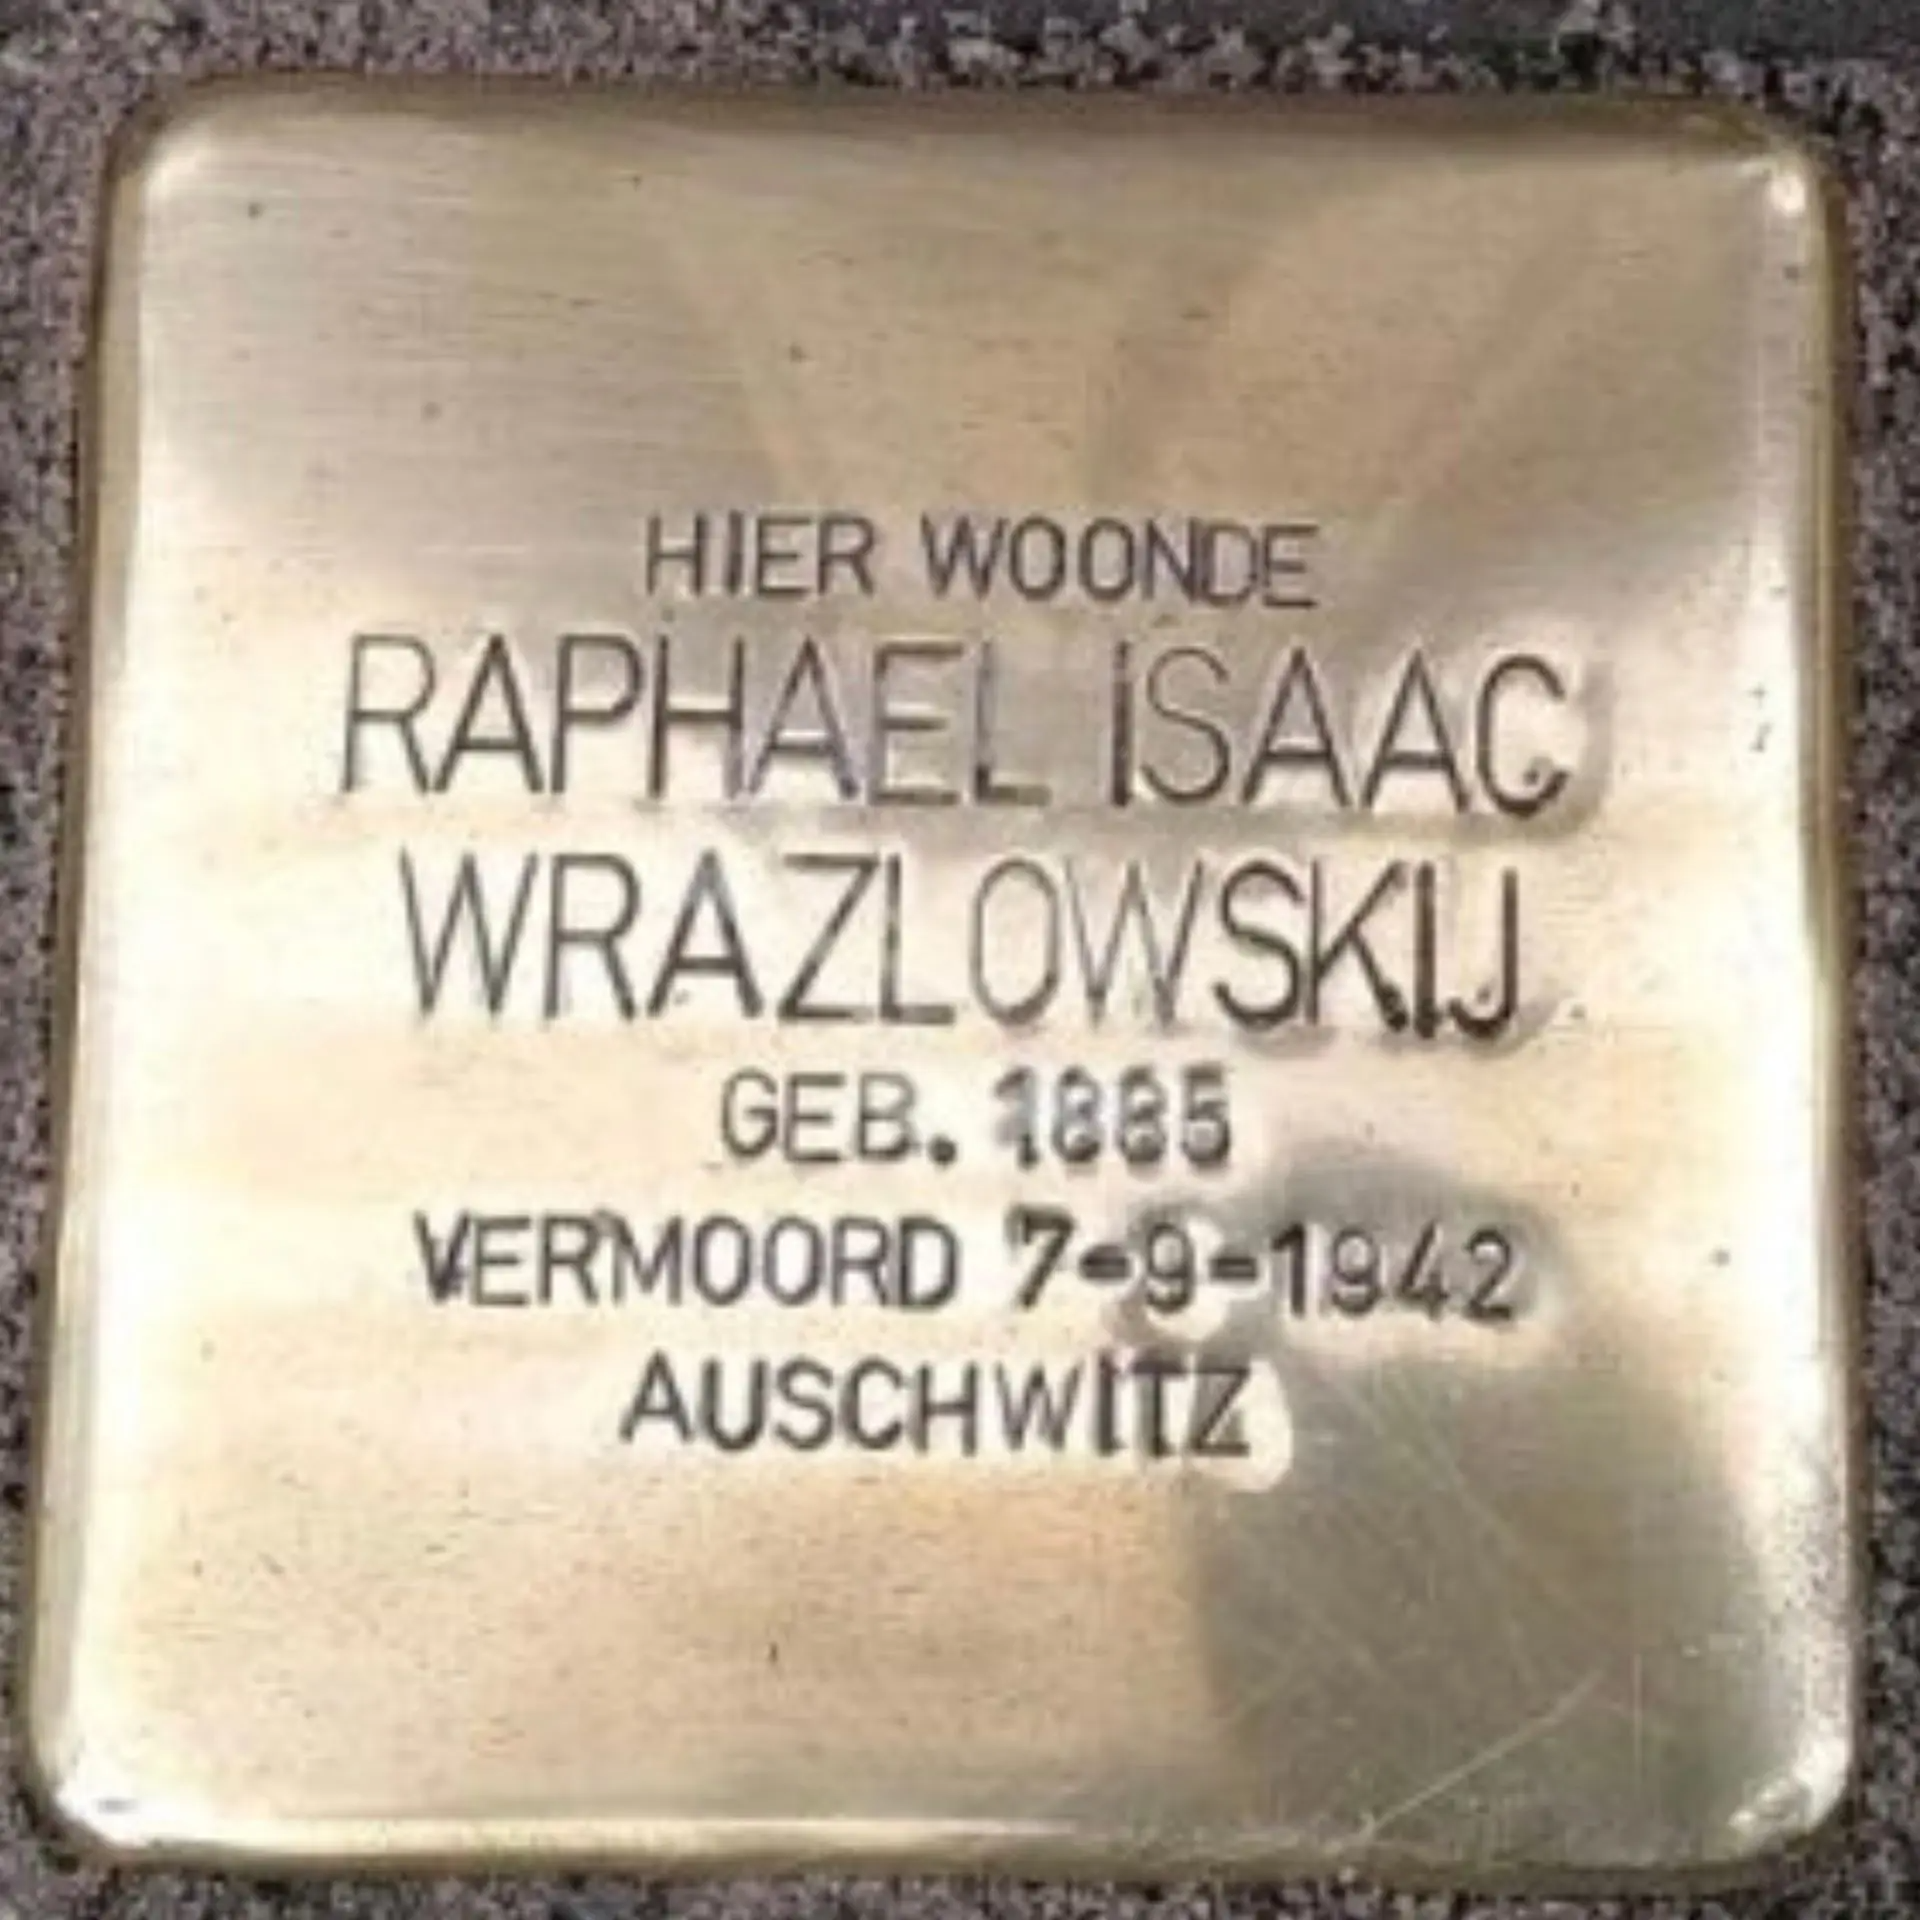 HIER WOONDE
RAPHAEL ISAAC
WRAZLOWSKIJ
GEB. 1885
VERMOORD 7-9-1942
AUSCHWITZ